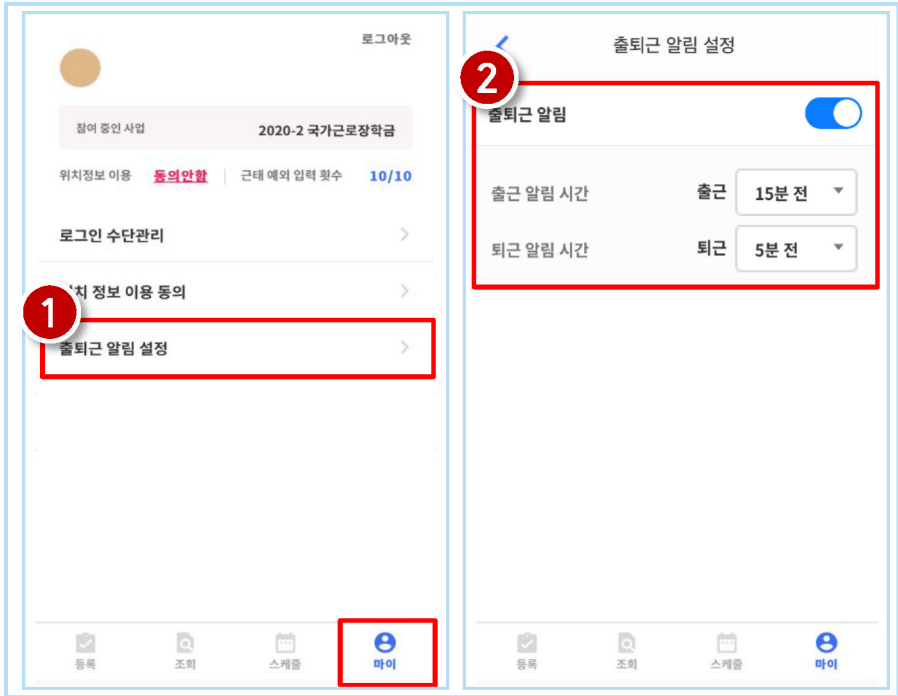 로그아웃
참여 중인 사업 2020-2 국가근로장학금
위치정보 이용 동의안함 근태 예외 입력 횟수 10/10
로그인 수단관리
정보 이용 동의
1
출퇴근 알림 설정
등록 조회 스케줄 마이
출퇴근 알림 설정
2
출퇴근 알림
출근 알림 시간 출근 15분 전
퇴근 알림 시간 퇴근 5분 전
등록 조회 스케줄 마이